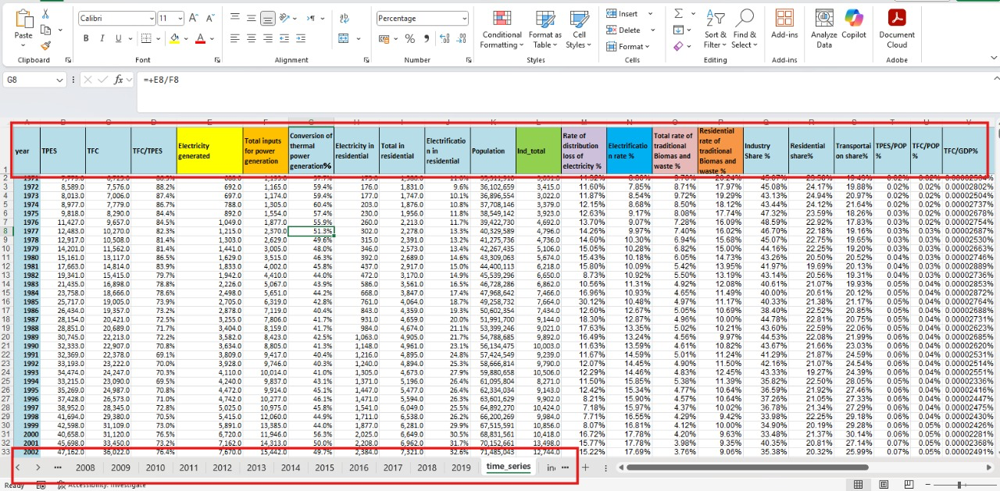 Calibri 11 Percentage
Insert
Paste Conditional Format as Cell Delete Sort & Find & Add-ins Analyze Copilot Document
Formatting Table Styles Format Filter Select Data Cloud
Clipboard Font Alignment Number Styles Cells Editing Add-ins Adobe
G8 fx =+E8/F8
1 year TPES TFC TFC/TPES Electricity generated Total inputs for power generation Conversion of thermal power generation% Electricity in residential Total in residential Electrificatio n in residential Population Ind_total Rate of distribution loss of electricity % Electrificatio n rate % Total rate of traditional Biomas and waste % Residential rate of traditional Biomas and waste % Industry Share % Residential share% Transportai on share% TPES/POP % TFC/POP % TFC/GDP%
2 1971
3 1972 8,589.0 7,576.0 88.2% 692.0 1,165.0 59.4% 176.0 1,831.0 9.6% 36,102,659 3,415.0 11.60% 7.85% 8.71% 17.97% 45.08% 24.17% 19.88% 0.02% 0.02% 0.00002802%
4 1973 8,013.0 7,006.0 87.4% 697.0 1,174.0 59.4% 177.0 1,747.0 10.1% 36,896,554 3,022.0 11.87% 8.54% 9.72% 19.29% 43.13% 24.94% 20.97% 0.02% 0.02% 0.00002504%
5 1974 8,977.0 7,779.0 86.7% 788.0 1,305.0 60.4% 203.0 1,876.0 10.8% 37,708,146 3,379.0 12.15% 8.68% 8.50% 18.12% 43.44% 24.12% 21.64% 0.02% 0.02% 0.00002737%
6 1975 9,818.0 8,290.0 84.4% 892.0 1,554.0 57.4% 230.0 1,956.0 11.8% 38,549,142 3,923.0 12.63% 9.17% 8.08% 17.74% 47.32% 23.59% 18.26% 0.03% 0.02% 0.00002678%
7 1976 11,427.0 9,657.0 84.5% 1,049.0 1,877.0 55.9% 260.0 2,213.0 11.7% 39,422,730 4,692.0 13.70% 9.07% 7.28% 16.09% 48.59% 22.92% 17.83% 0.03% 0.02% 0.00002754%
8 1977 12,483.0 10,270.0 82.3% 1,215.0 2,370.0 51.3% 302.0 2,278.0 13.3% 40,329,589 4,796.0 14.26% 9.97% 7.40% 16.02% 46.70% 22.18% 19.16% 0.03% 0.03% 0.00002687%
9 1978 12,917.0 10,508.0 81.4% 1,303.0 2,629.0 49.6% 315.0 2,391.0 13.2% 41,275,736 4,736.0 14.60% 10.30% 6.94% 15.68% 45.07% 22.75% 19.65% 0.03% 0.03% 0.00002530%
10 1979 14,201.0 11,562.0 81.4% 1,441.0 3,005.0 48.0% 346.0 2,573.0 13.4% 42,267,435 5,106.0 15.05% 10.28% 6.82% 15.00% 44.16% 22.25% 19.20% 0.03% 0.03% 0.00002663%
11 1980 15,161.0 13,117.0 86.5% 1,629.0 3,515.0 46.3% 392.0 2,689.0 14.6% 43,309,063 5,674.0 15.43% 10.18% 6.05% 14.73% 43.26% 20.50% 20.52% 0.04% 0.03% 0.00002746%
12 1981 17,663.0 14,814.0 83.9% 1,833.0 4,002.0 45.8% 437.0 2,917.0 15.0% 44,400,113 6,218.0 15.80% 10.09% 5.42% 13.95% 41.97% 19.69% 20.13% 0.04% 0.03% 0.00002889%
13 1982 19,341.0 15,415.0 79.7% 1,942.0 4,410.0 44.0% 472.0 3,170.0 14.9% 45,539,296 6,650.0 8.73% 10.92% 5.50% 13.19% 43.14% 20.56% 19.31% 0.04% 0.03% 0.00002736%
14 1983 21,435.0 16,898.0 78.8% 2,226.0 5,067.0 43.9% 586.0 3,561.0 16.5% 46,728,286 6,862.0 10.56% 11.31% 4.92% 12.08% 40.61% 21.07% 19.93% 0.05% 0.04% 0.00002853%
15 1984 23,758.0 18,666.0 78.6% 2,498.0 5,651.0 44.2% 668.0 3,847.0 17.4% 47,968,642 7,466.0 16.96% 10.93% 4.65% 11.49% 40.00% 20.61% 20.12% 0.05% 0.04% 0.00002872%
16 1985 25,717.0 19,005.0 73.9% 2,705.0 6,319.0 42.8% 761.0 4,064.0 18.7% 49,258,732 7,664.0 30.12% 10.48% 4.97% 11.17% 40.33% 21.38% 21.17% 0.05% 0.04% 0.00002764%
17 1986 26,434.0 19,357.0 73.2% 2,878.0 7,119.0 40.4% 843.0 4,359.0 19.3% 50,602,354 7,434.0 12.60% 12.67% 5.05% 10.69% 38.40% 22.52% 20.85% 0.05% 0.04% 0.00002688%
18 1987 28,154.0 20,421.0 72.5% 3,255.0 7,806.0 41.7% 931.0 4,659.0 20.0% 51,991,700 9,144.0 18.30% 12.87% 4.96% 10.00% 44.78% 22.81% 20.75% 0.05% 0.04% 0.00002731%
19 1988 28,851.0 20,689.0 71.7% 3,404.0 8,159.0 41.7% 984.0 4,674.0 21.1% 53,399,246 9,021.0 17.63% 13.35% 5.02% 10.21% 43.60% 22.59% 22.06% 0.05% 0.04% 0.00002623%
20 1989 30,745.0 22,213.0 72.2% 3,582.0 8,423.0 42.5% 1,063.0 4,905.0 21.7% 54,788,685 9,892.0 16.49% 13.24% 4.56% 9.97% 44.53% 22.08% 21.99% 0.06% 0.04% 0.00002685%
21 1990 32,333.0 22,907.0 70.8% 3,634.0 8,805.0 41.3% 1,148.0 4,961.0 23.1% 56,134,475 10,003.0 11.63% 13.59% 4.61% 10.82% 43.67% 21.66% 23.03% 0.06% 0.04% 0.00002620%
22 1991 32,369.0 22,378.0 69.1% 3,809.0 9,417.0 40.4% 1,216.0 4,895.0 24.8% 57,424,549 9,239.0 11.67% 14.59% 5.01% 11.24% 41.29% 21.87% 24.59% 0.06% 0.04% 0.00002616%
23 1992 33,193.0 23,222.0 70.0% 3,928.0 9,746.0 40.3% 1,240.0 4,894.0 25.3% 58,666,814 9,790.0 12.07% 14.45% 4.90% 11.50% 42.16% 21.07% 24.54% 0.06% 0.04% 0.00002514%
24 1993 34,474.0 24,247.0 70.3% 4,110.0 10,014.0 41.0% 1,305.0 4,673.0 27.9% 59,880,658 10,506.0 12.29% 14.46% 4.83% 12.45% 43.33% 19.27% 24.39% 0.06% 0.04% 0.00002551%
25 1994 33,215.0 23,090.0 69.5% 4,240.0 9,837.0 43.1% 1,371.0 5,196.0 26.4% 61,095,804 8,271.0 11.50% 15.85% 5.38% 11.39% 35.82% 22.50% 28.05% 0.05% 0.04% 0.00002336%
26 1995 35,269.0 24,987.0 70.8% 4,472.0 9,914.0 45.1% 1,447.0 5,477.0 26.4% 62,334,034 9,143.0 12.42% 15.34% 4.77% 10.64% 36.59% 21.92% 27.46% 0.06% 0.04% 0.00002416%
27 1996 37,428.0 26,573.0 71.0% 4,742.0 10,277.0 46.1% 1,471.0 5,594.0 26.3% 63,601,629 9,902.0 8.21% 15.90% 4.57% 10.64% 37.26% 21.05% 27.33% 0.06% 0.04% 0.00002447%
28 1997 38,952.0 28,345.0 72.8% 5,025.0 10,975.0 45.8% 1,541.0 6,049.0 25.5% 64,892,270 10,424.0 7.18% 15.97% 4.37% 10.02% 36.78% 21.34% 27.29% 0.06% 0.04% 0.00002475%
29 1998 41,694.0 29,380.0 70.5% 5,415.0 12,060.0 44.9% 1,711.0 6,538.0 26.2% 66,200,269 9,984.0 7.71% 16.55% 4.29% 9.42% 33.98% 22.25% 29.18% 0.06% 0.04% 0.00002430%
30 1999 42,598.0 31,109.0 73.0% 5,891.0 13,385.0 44.0% 1,877.0 6,281.0 29.9% 67,515,591 10,856.0 8.07% 16.81% 4.12% 10.00% 34.90% 20.19% 29.28% 0.06% 0.05% 0.00002426%
31 2000 40,658.0 31,120.0 76.5% 6,720.0 11,946.0 56.3% 2,025.0 6,649.0 30.5% 68,831,561 10,418.0 16.72% 17.78% 4.20% 9.63% 33.48% 21.37% 30.14% 0.06% 0.05% 0.00002281%
32 2001 45,698.0 33,450.0 73.2% 7,162.0 14,313.0 50.0% 2,208.0 6,962.0 31.7% 70,152,661 13,498.0 15.77% 17.78% 3.98% 9.35% 40.35% 20.81% 27.14% 0.07% 0.05% 0.00002368%
33 2002 47,162.0 36,022.0 76.4% 7,670.0 15,442.0 49.7% 2,384.0 7,321.0 32.6% 71,485,043 12,744.0 15.22% 17.69% 3.76% 9.06% 35.38% 20.32% 25.99% 0.07% 0.05% 0.00002491%
2008 2009 2010 2011 2012 2013 2014 2015 2016 2017 2018 2019 time_series
Ready Accessibility: Investigate